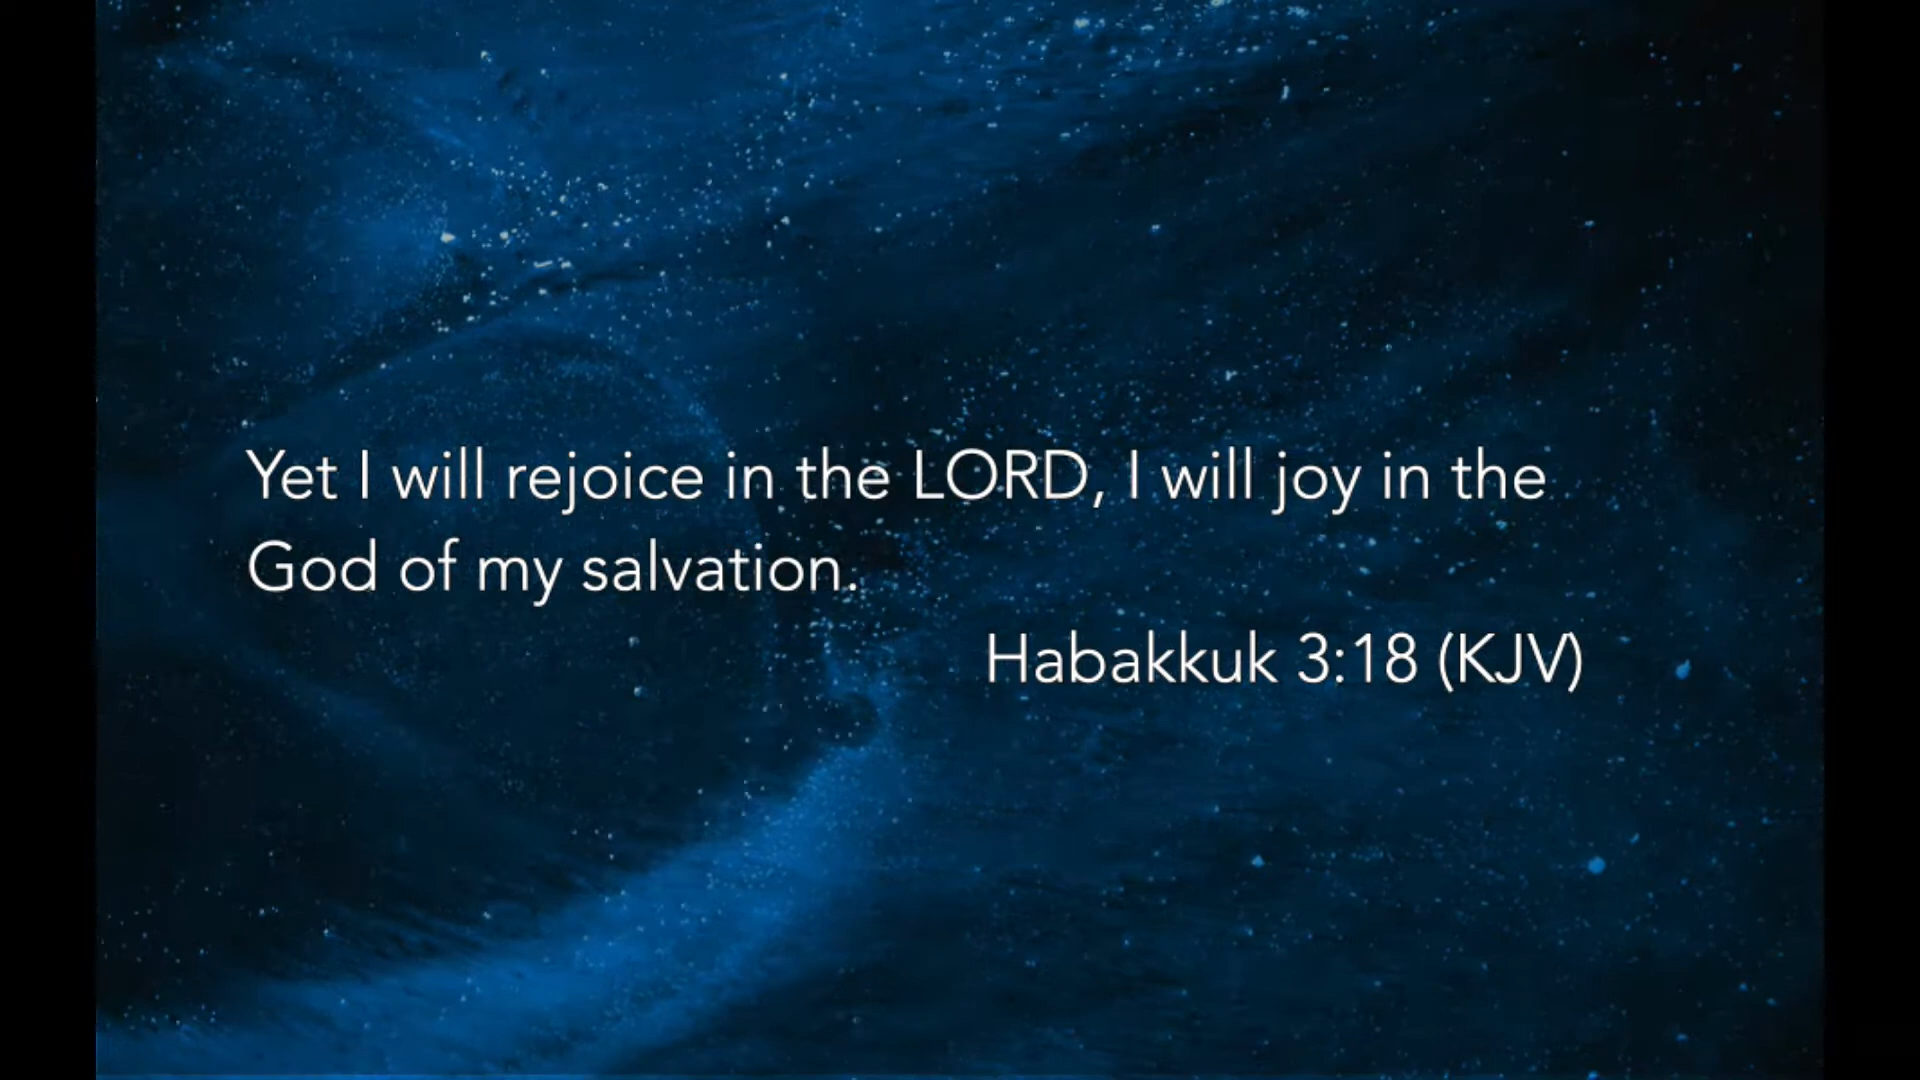 Yet I will rejoice in the LORD, I will joy in the
God of my salvation.
Habakkuk 3:18 (KJV)